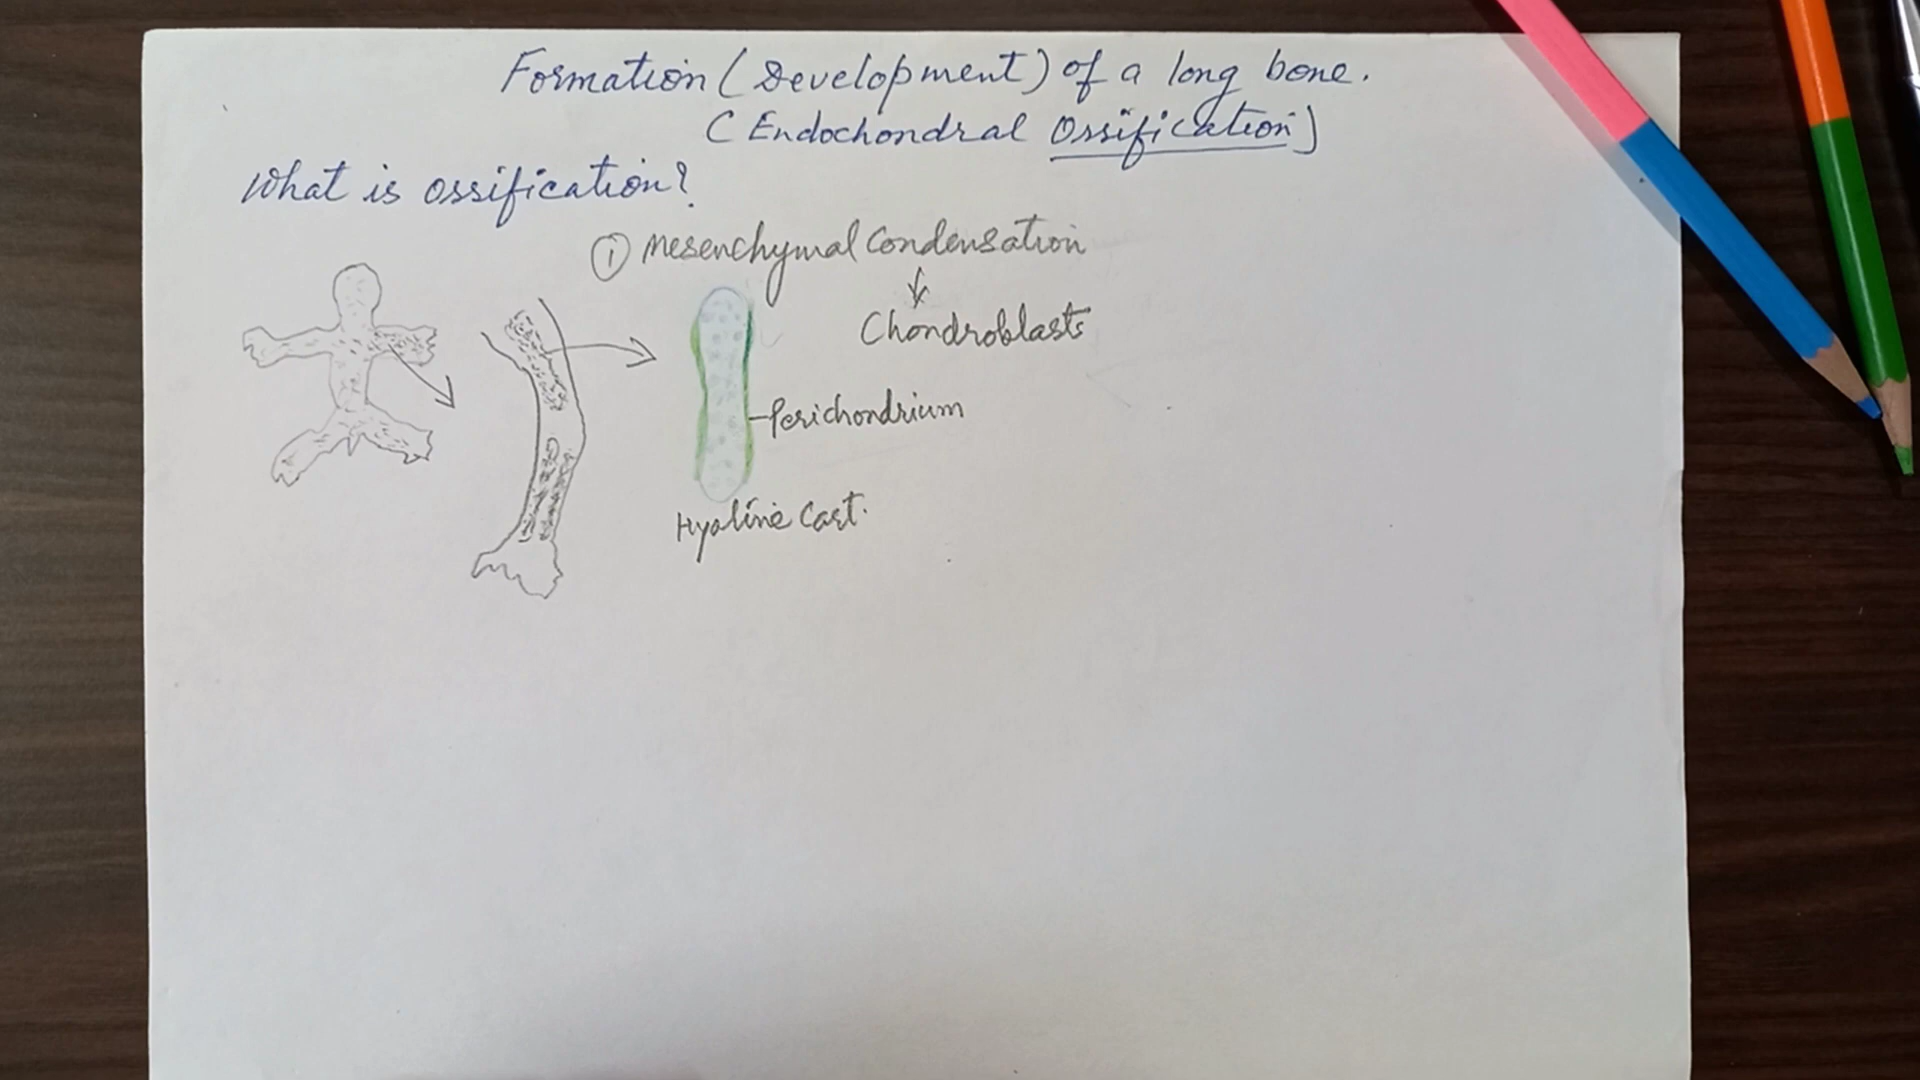 Formation (Development) of a long bone.
(Endochondral Ossification)
What is ossification?
① Mesenchymal Condensation
↓
Chondroblasts
Perichondrium
Hyaline Cart.